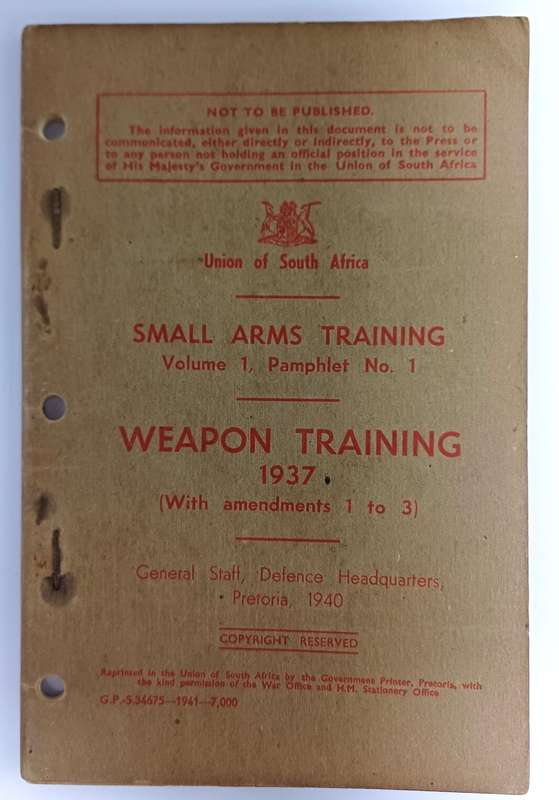 NOT TO BE PUBLISHED.
The information given in this document is not to be
communicated, either directly or indirectly, to the Press or
to any person not holding an official position in the service
of His Majesty's Government in the Union of South Africa
Union of South Africa
SMALL ARMS TRAINING
Volume 1, Pamphlet No. 1
WEAPON TRAINING
1937
(With amendments 1 to 3)
General Staff, Defence Headquarters,
Pretoria, 1940
COPYRIGHT RESERVED
Reprinted in the Union of South Africa by the Government Printer, Pretoria, with
the kind permission of the War Office and H.M. Stationery Office
G.P.-S.34675—1941—7,000